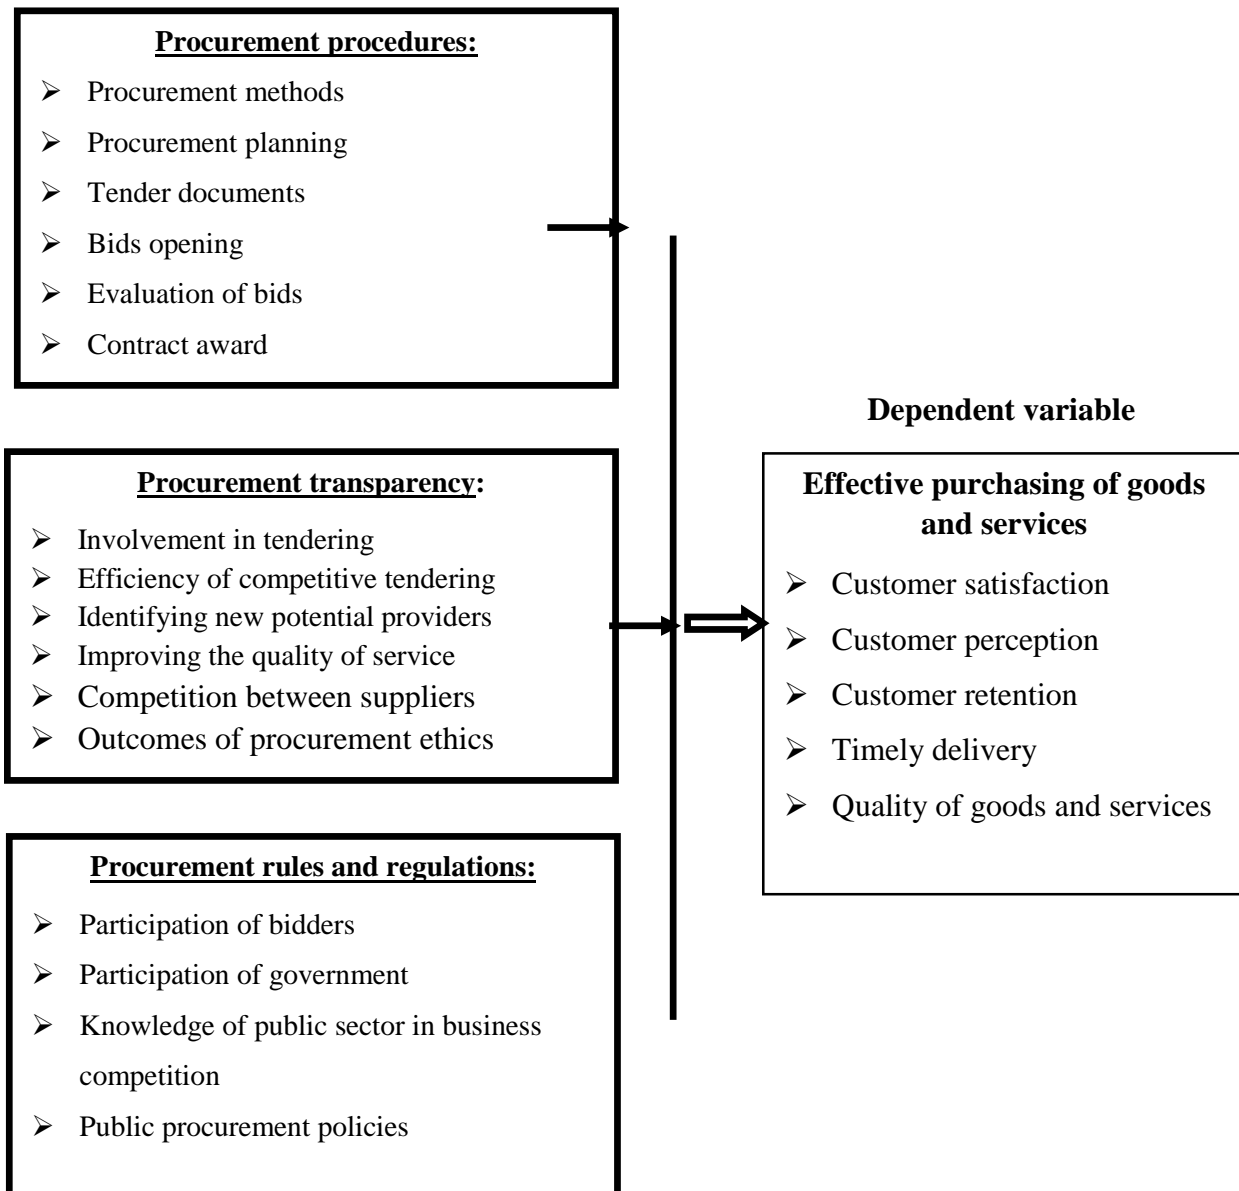 Procurement procedures:
➢ Procurement methods
➢ Procurement planning
➢ Tender documents
➢ Bids opening
➢ Evaluation of bids
➢ Contract award
Procurement transparency:
➢ Involvement in tendering
➢ Efficiency of competitive tendering
➢ Identifying new potential providers
➢ Improving the quality of service
➢ Competition between suppliers
➢ Outcomes of procurement ethics
Procurement rules and regulations:
➢ Participation of bidders
➢ Participation of government
➢ Knowledge of public sector in business
competition
➢ Public procurement policies
Dependent variable
Effective purchasing of goods
and services
➢ Customer satisfaction
➢ Customer perception
➢ Customer retention
➢ Timely delivery
➢ Quality of goods and services